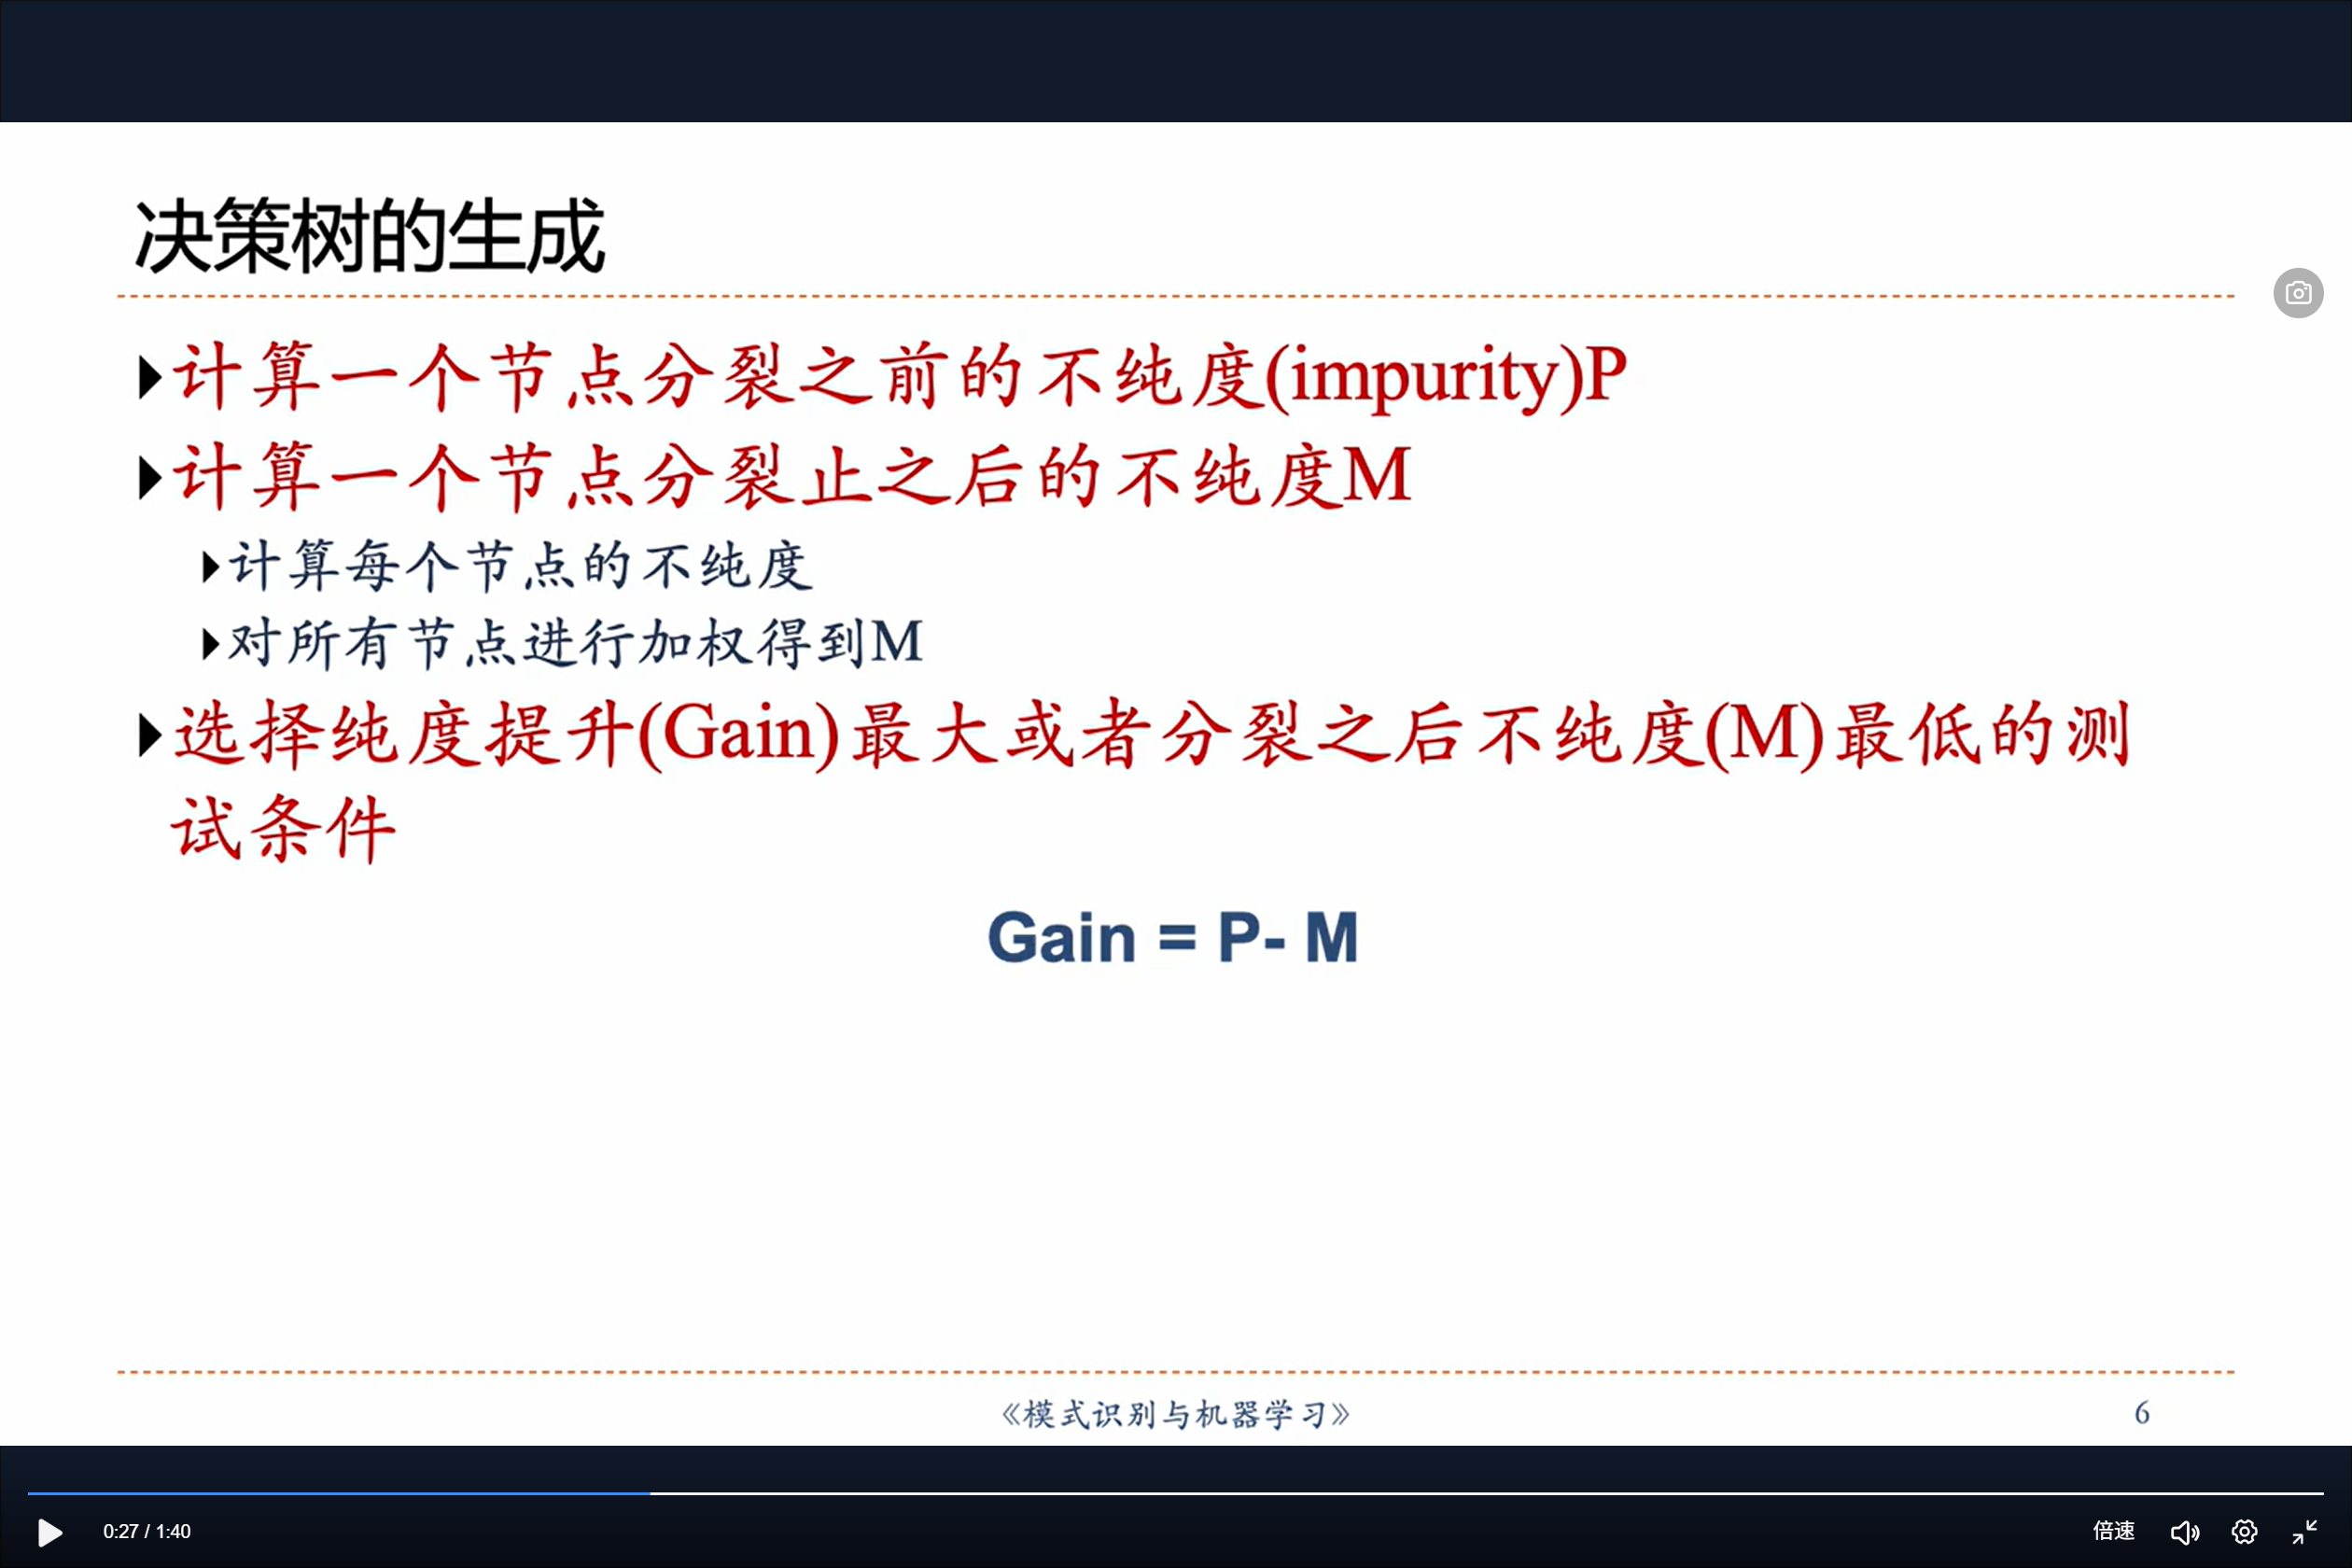 决策树的生成
计算一个节点分裂之前的不纯度(impurity)P
计算一个节点分裂止之后的不纯度M
计算每个节点的不纯度
对所有节点进行加权得到M
选择纯度提升(Gain)最大或者分裂之后不纯度(M)最低的测
试条件
Gain = P- M
《模式识别与机器学习》
6
0:27 / 1:40
倍速